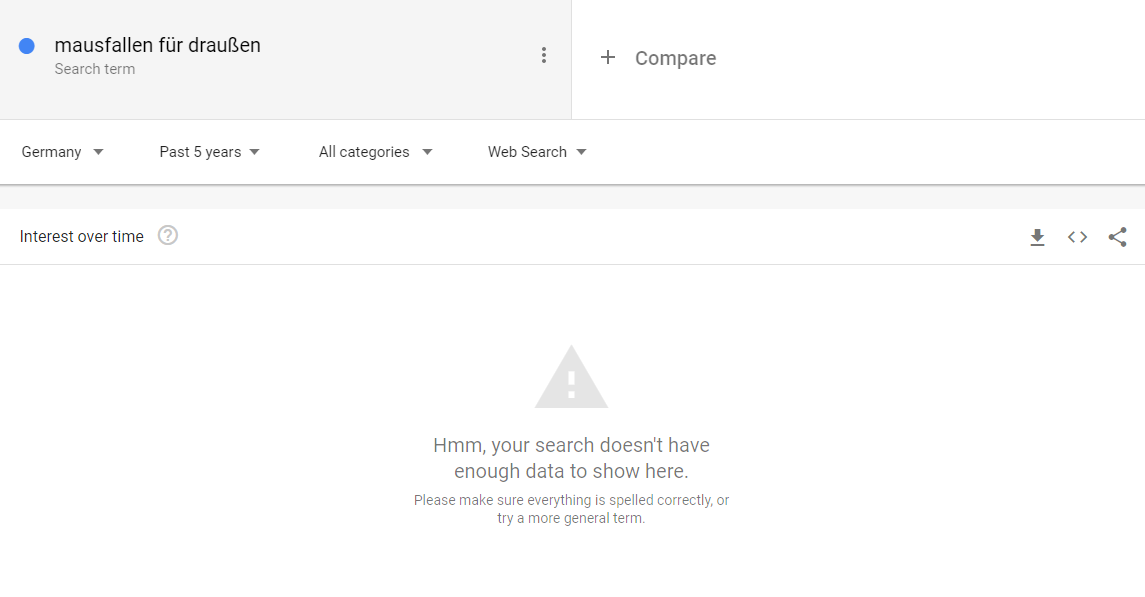 mausfallen für draußen
Search term
Compare
Germany
Past 5 years
All categories
Web Search
Interest over time
Hmm, your search doesn't have
enough data to show here.
Please make sure everything is spelled correctly, or
try a more general term.